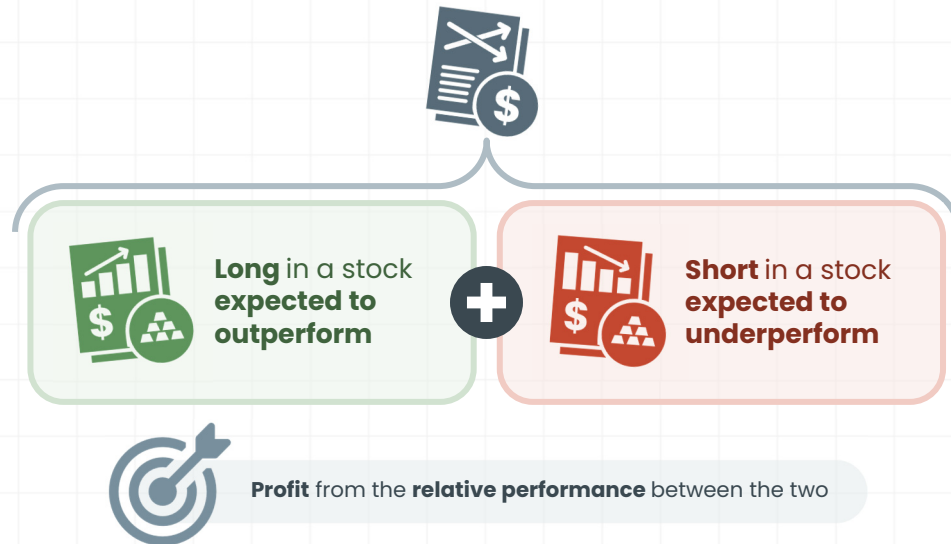 $
Long in a stock
expected to
outperform
$
Short in a stock
expected to
underperform
$
Profit from the relative performance between the two